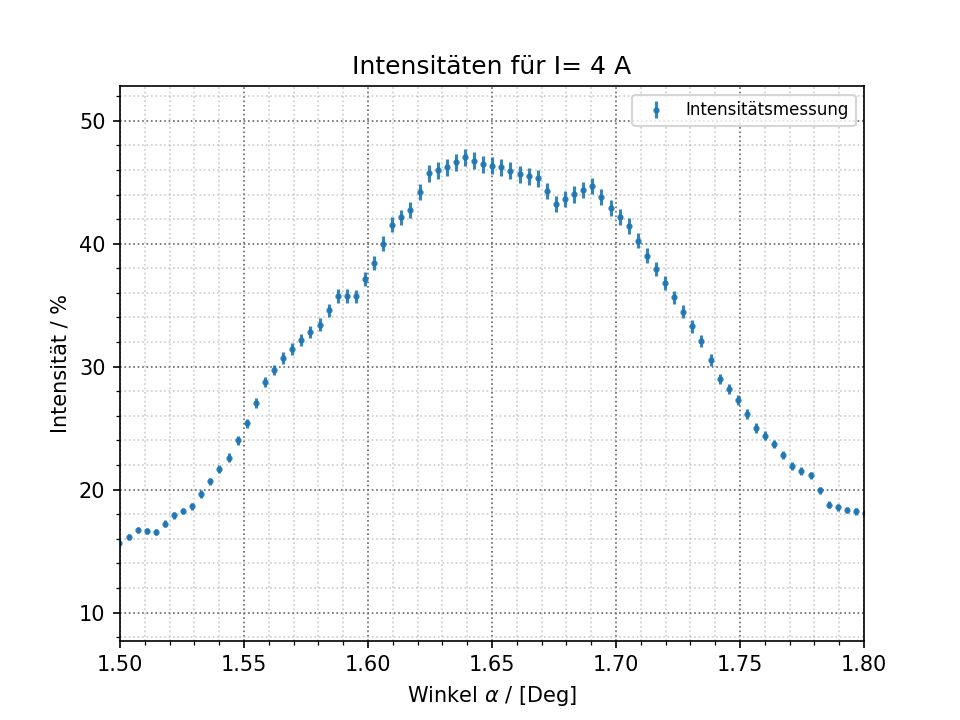 Intensitäten für I= 4 A
Intensitätsmessung
50
40
30
20
10
Intensität / %
1.50 1.55 1.60 1.65 1.70 1.75 1.80
Winkel α / [Deg]